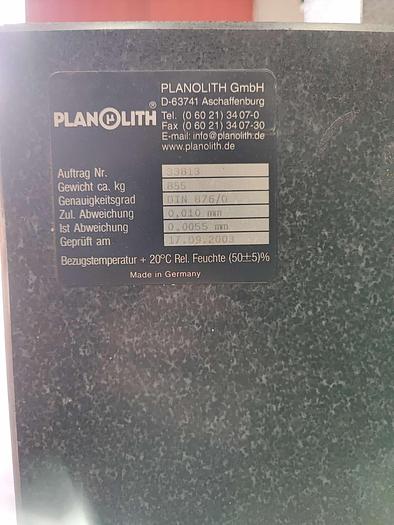 PLANOLITH GmbH
D-63741 Aschaffenburg
PLANOLITH®
Tel. (0 60 21) 34 07-0
Fax (0 60 21) 34 07-30
E-mail: info@planolith.de
www.planolith.de
Auftrag Nr. 33813
Gewicht ca. kg 855
Genauigkeitsgrad DIN 876/0
Zul. Abweichung 0.010 mm
Ist Abweichung 0.0055 mm
Geprüft am 17.09.2003
Bezugstemperatur + 20°C Rel. Feuchte (50±5)%
Made in Germany